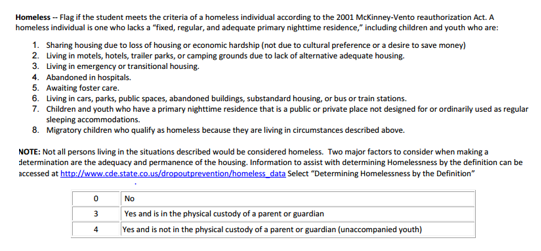 Homeless -- Flag if the student meets the criteria of a homeless individual according to the 2001 McKinney-Vento reauthorization Act. A
homeless individual is one who lacks a "fixed, regular, and adequate primary nighttime residence," including children and youth who are:
1. Sharing housing due to loss of housing or economic hardship (not due to cultural preference or a desire to save money)
2. Living in motels, hotels, trailer parks, or camping grounds due to lack of alternative adequate housing.
3. Living in emergency or transitional housing.
4. Abandoned in hospitals.
5. Awaiting foster care.
6. Living in cars, parks, public spaces, abandoned buildings, substandard housing, or bus or train stations.
7. Children and youth who have a primary nighttime residence that is a public or private place not designed for or ordinarily used as regular
sleeping accommodations.
8. Migratory children who qualify as homeless because they are living in circumstances described above.
NOTE: Not all persons living in the situations described would be considered homeless. Two major factors to consider when making a
determination are the adequacy and permanence of the housing. Information to assist with determining Homelessness by the definition can be
accessed at http://www.cde.state.co.us/dropoutprevention/homeless_data Select "Determining Homelessness by the Definition"
0 No
3 Yes and is in the physical custody of a parent or guardian
4 Yes and is not in the physical custody of a parent or guardian (unaccompanied youth)